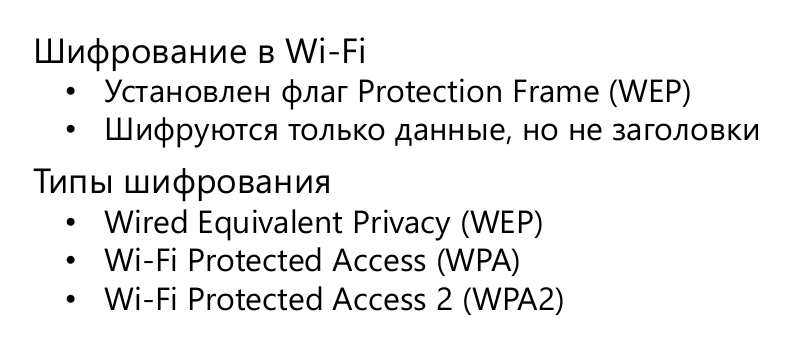 Шифрование в Wi-Fi
• Установлен флаг Protection Frame (WEP)
• Шифруются только данные, но не заголовки
Типы шифрования
• Wired Equivalent Privacy (WEP)
• Wi-Fi Protected Access (WPA)
• Wi-Fi Protected Access 2 (WPA2)